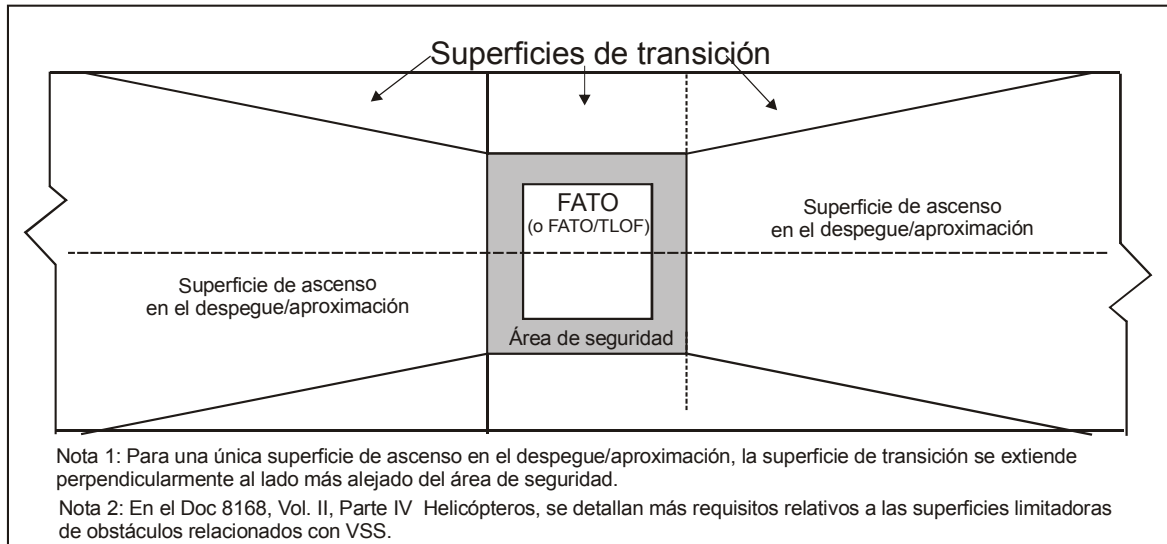 Superficies de transición
FATO
(o FATO/TLOF)
Superficie de ascenso
en el despegue/aproximación
Superficie de ascenso
en el despegue/aproximación
Área de seguridad
Nota 1: Para una única superficie de ascenso en el despegue/aproximación, la superficie de transición se extiende
perpendicularmente al lado más alejado del área de seguridad.
Nota 2: En el Doc 8168, Vol. II, Parte IV Helicópteros, se detallan más requisitos relativos a las superficies limitadoras
de obstáculos relacionados con VSS.